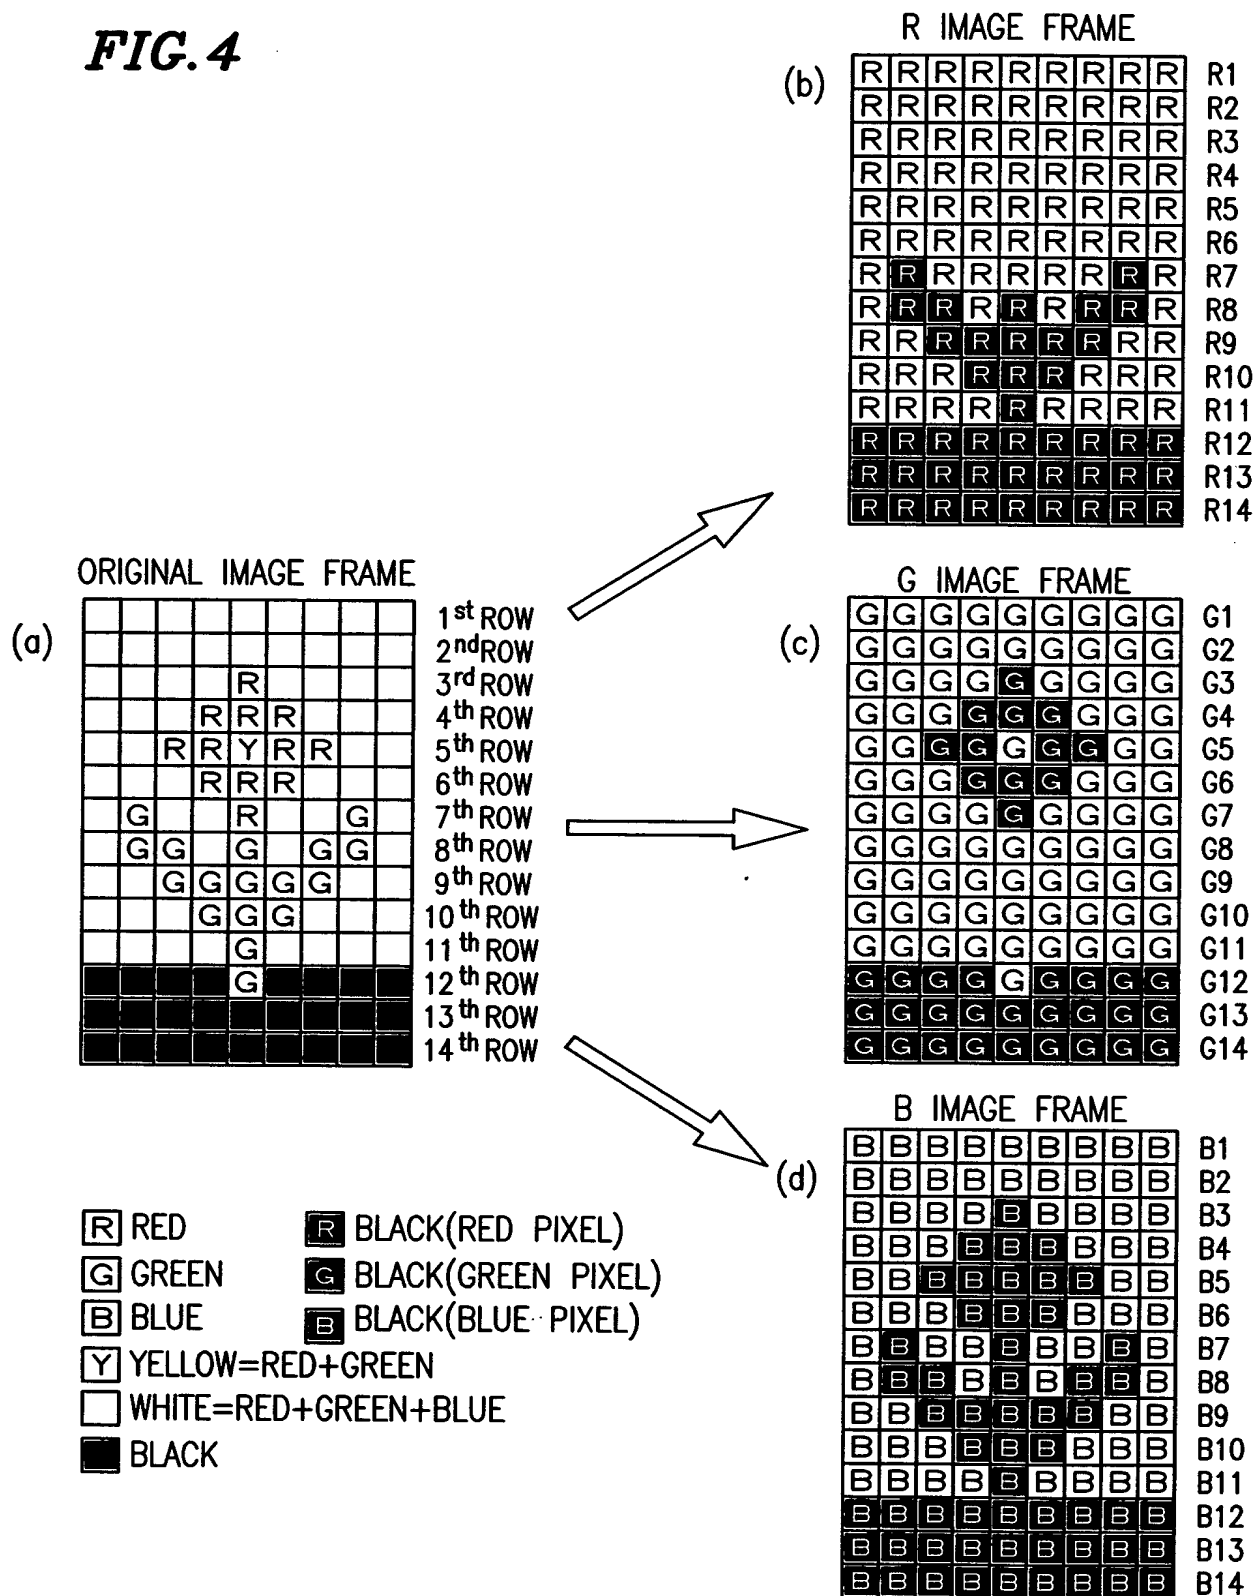 FIG. 4
R IMAGE FRAME
(b)
R R R R R R R R R R1
R R R R R R R R R R2
R R R R R R R R R R3
R R R R R R R R R R4
R R R R R R R R R R5
R R R R R R R R R R6
R R R R R R R R R R7
R R R R R R R R R R8
R R R R R R R R R R9
R R R R R R R R R R10
R R R R R R R R R R11
R R R R R R R R R R12
R R R R R R R R R R13
R R R R R R R R R R14
ORIGINAL IMAGE FRAME
(a)
1st ROW
2nd ROW
R 3rd ROW
R R R 4th ROW
R R Y R R 5th ROW
R R R 6th ROW
G R G 7th ROW
G G G G G 8th ROW
G G G G G 9th ROW
G G G 10th ROW
G 11th ROW
G 12th ROW
13th ROW
14th ROW
G IMAGE FRAME
(c)
G G G G G G G G G G1
G G G G G G G G G G2
G G G G G G G G G G3
G G G G G G G G G G4
G G G G G G G G G G5
G G G G G G G G G G6
G G G G G G G G G G7
G G G G G G G G G G8
G G G G G G G G G G9
G G G G G G G G G G10
G G G G G G G G G G11
G G G G G G G G G G12
G G G G G G G G G G13
G G G G G G G G G G14
B IMAGE FRAME
(d)
B B B B B B B B B B1
B B B B B B B B B B2
B B B B B B B B B B3
B B B B B B B B B B4
B B B B B B B B B B5
B B B B B B B B B B6
B B B B B B B B B B7
B B B B B B B B B B8
B B B B B B B B B B9
B B B B B B B B B B10
B B B B B B B B B B11
B B B B B B B B B B12
B B B B B B B B B B13
B B B B B B B B B B14
R RED
R BLACK(RED PIXEL)
G GREEN
G BLACK(GREEN PIXEL)
B BLUE
B BLACK(BLUE PIXEL)
Y YELLOW=RED+GREEN
WHITE=RED+GREEN+BLUE
BLACK